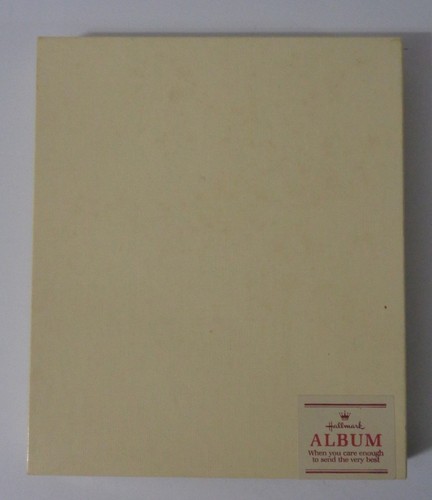 Hallmark
ALBUM
When you care enough
to send the very best